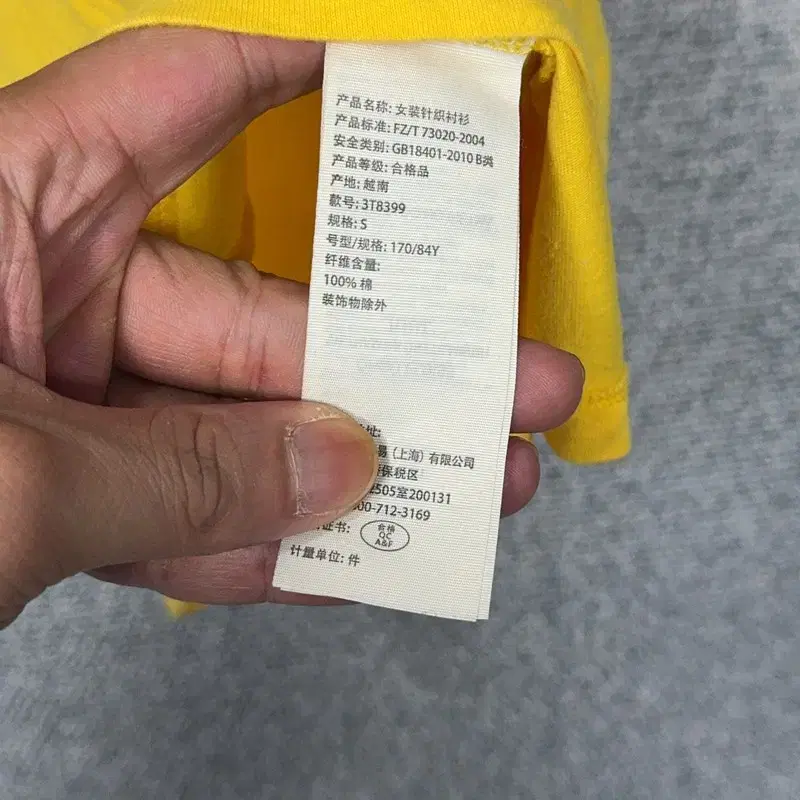 产品名称: 女装针织衬衫
产品标准: FZ/T 73020-2004
安全类别: GB18401-2010 B类
产品等级: 合格品
产地: 越南
款号: 3T8399
规格: S
号型/规格: 170/84Y
纤维含量:
100% 棉
装饰物除外
址:
易 (上海) 有限公司
保税区
2505室200131
00-712-3169
证书: 合格 QC A&F
计量单位: 件